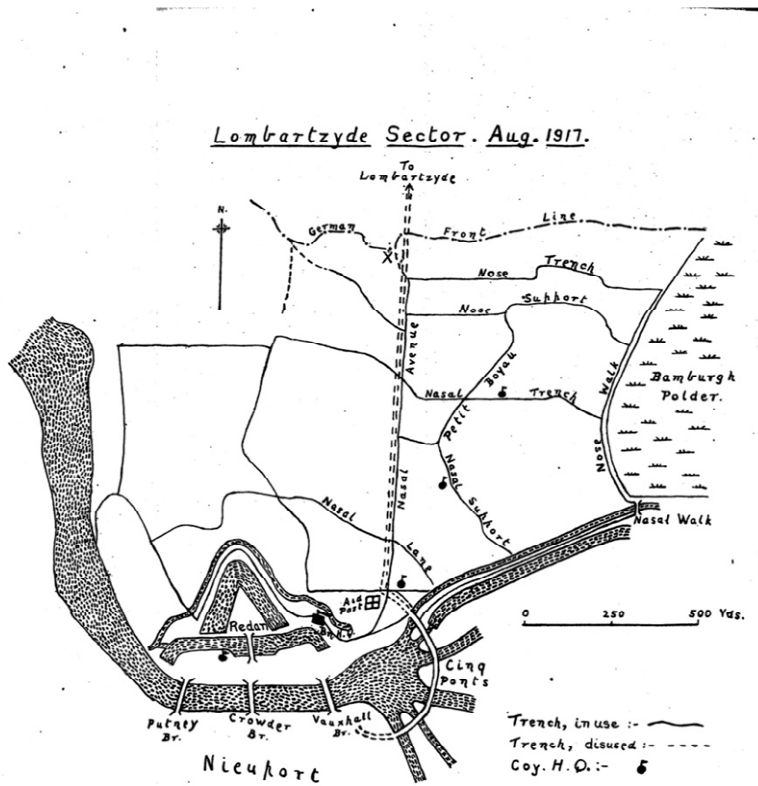 Lombartzyde Sector. Aug. 1917.
To
Lombartzyde
N.
German
Front
Line
X
Nose
Trench
Nose
Support
Avenue
Boyau
Petit
Nasal
Trench
Walk
Nose
Bamburgh
Polder.
Nasal
Nasal
Support
Nasal
Lane
Nasal Walk
Aid
Post
Redan
Bn. H.Q.
0 250 500 Yds.
Cinq
Ponts
Putney
Br.
Crowder
Br.
Vauxhall
Br.
Nieuport
Trench, in use :-
Trench, disused :-
Coy. H.Q. :-